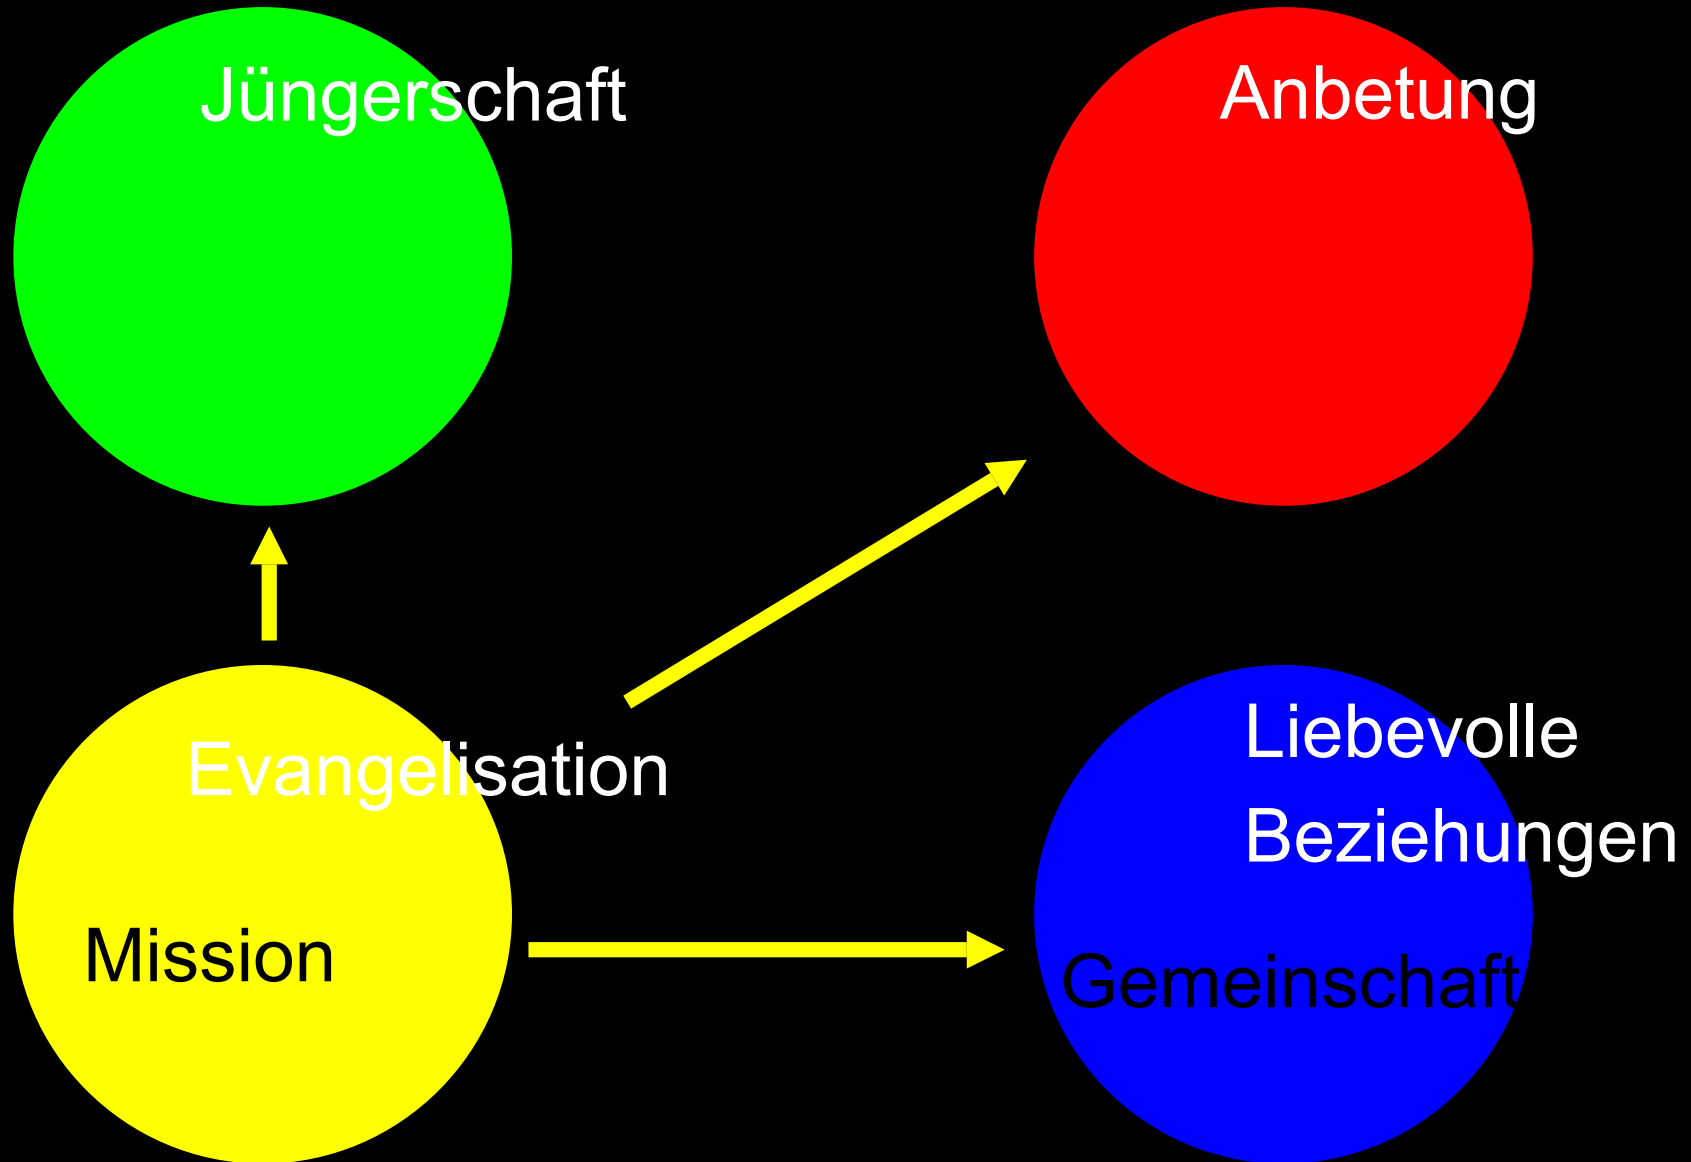 Jüngerschaft
Anbetung
Evangelisation
Mission
Liebevolle
Beziehungen
Gemeinschaft